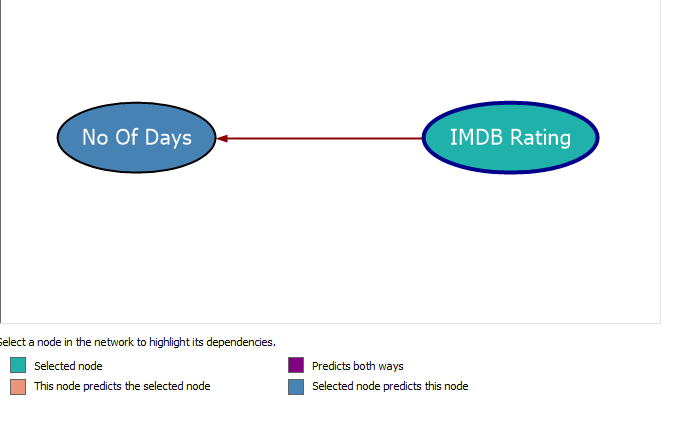 No Of Days
IMDB Rating
Select a node in the network to highlight its dependencies.
Selected node
Predicts both ways
This node predicts the selected node
Selected node predicts this node